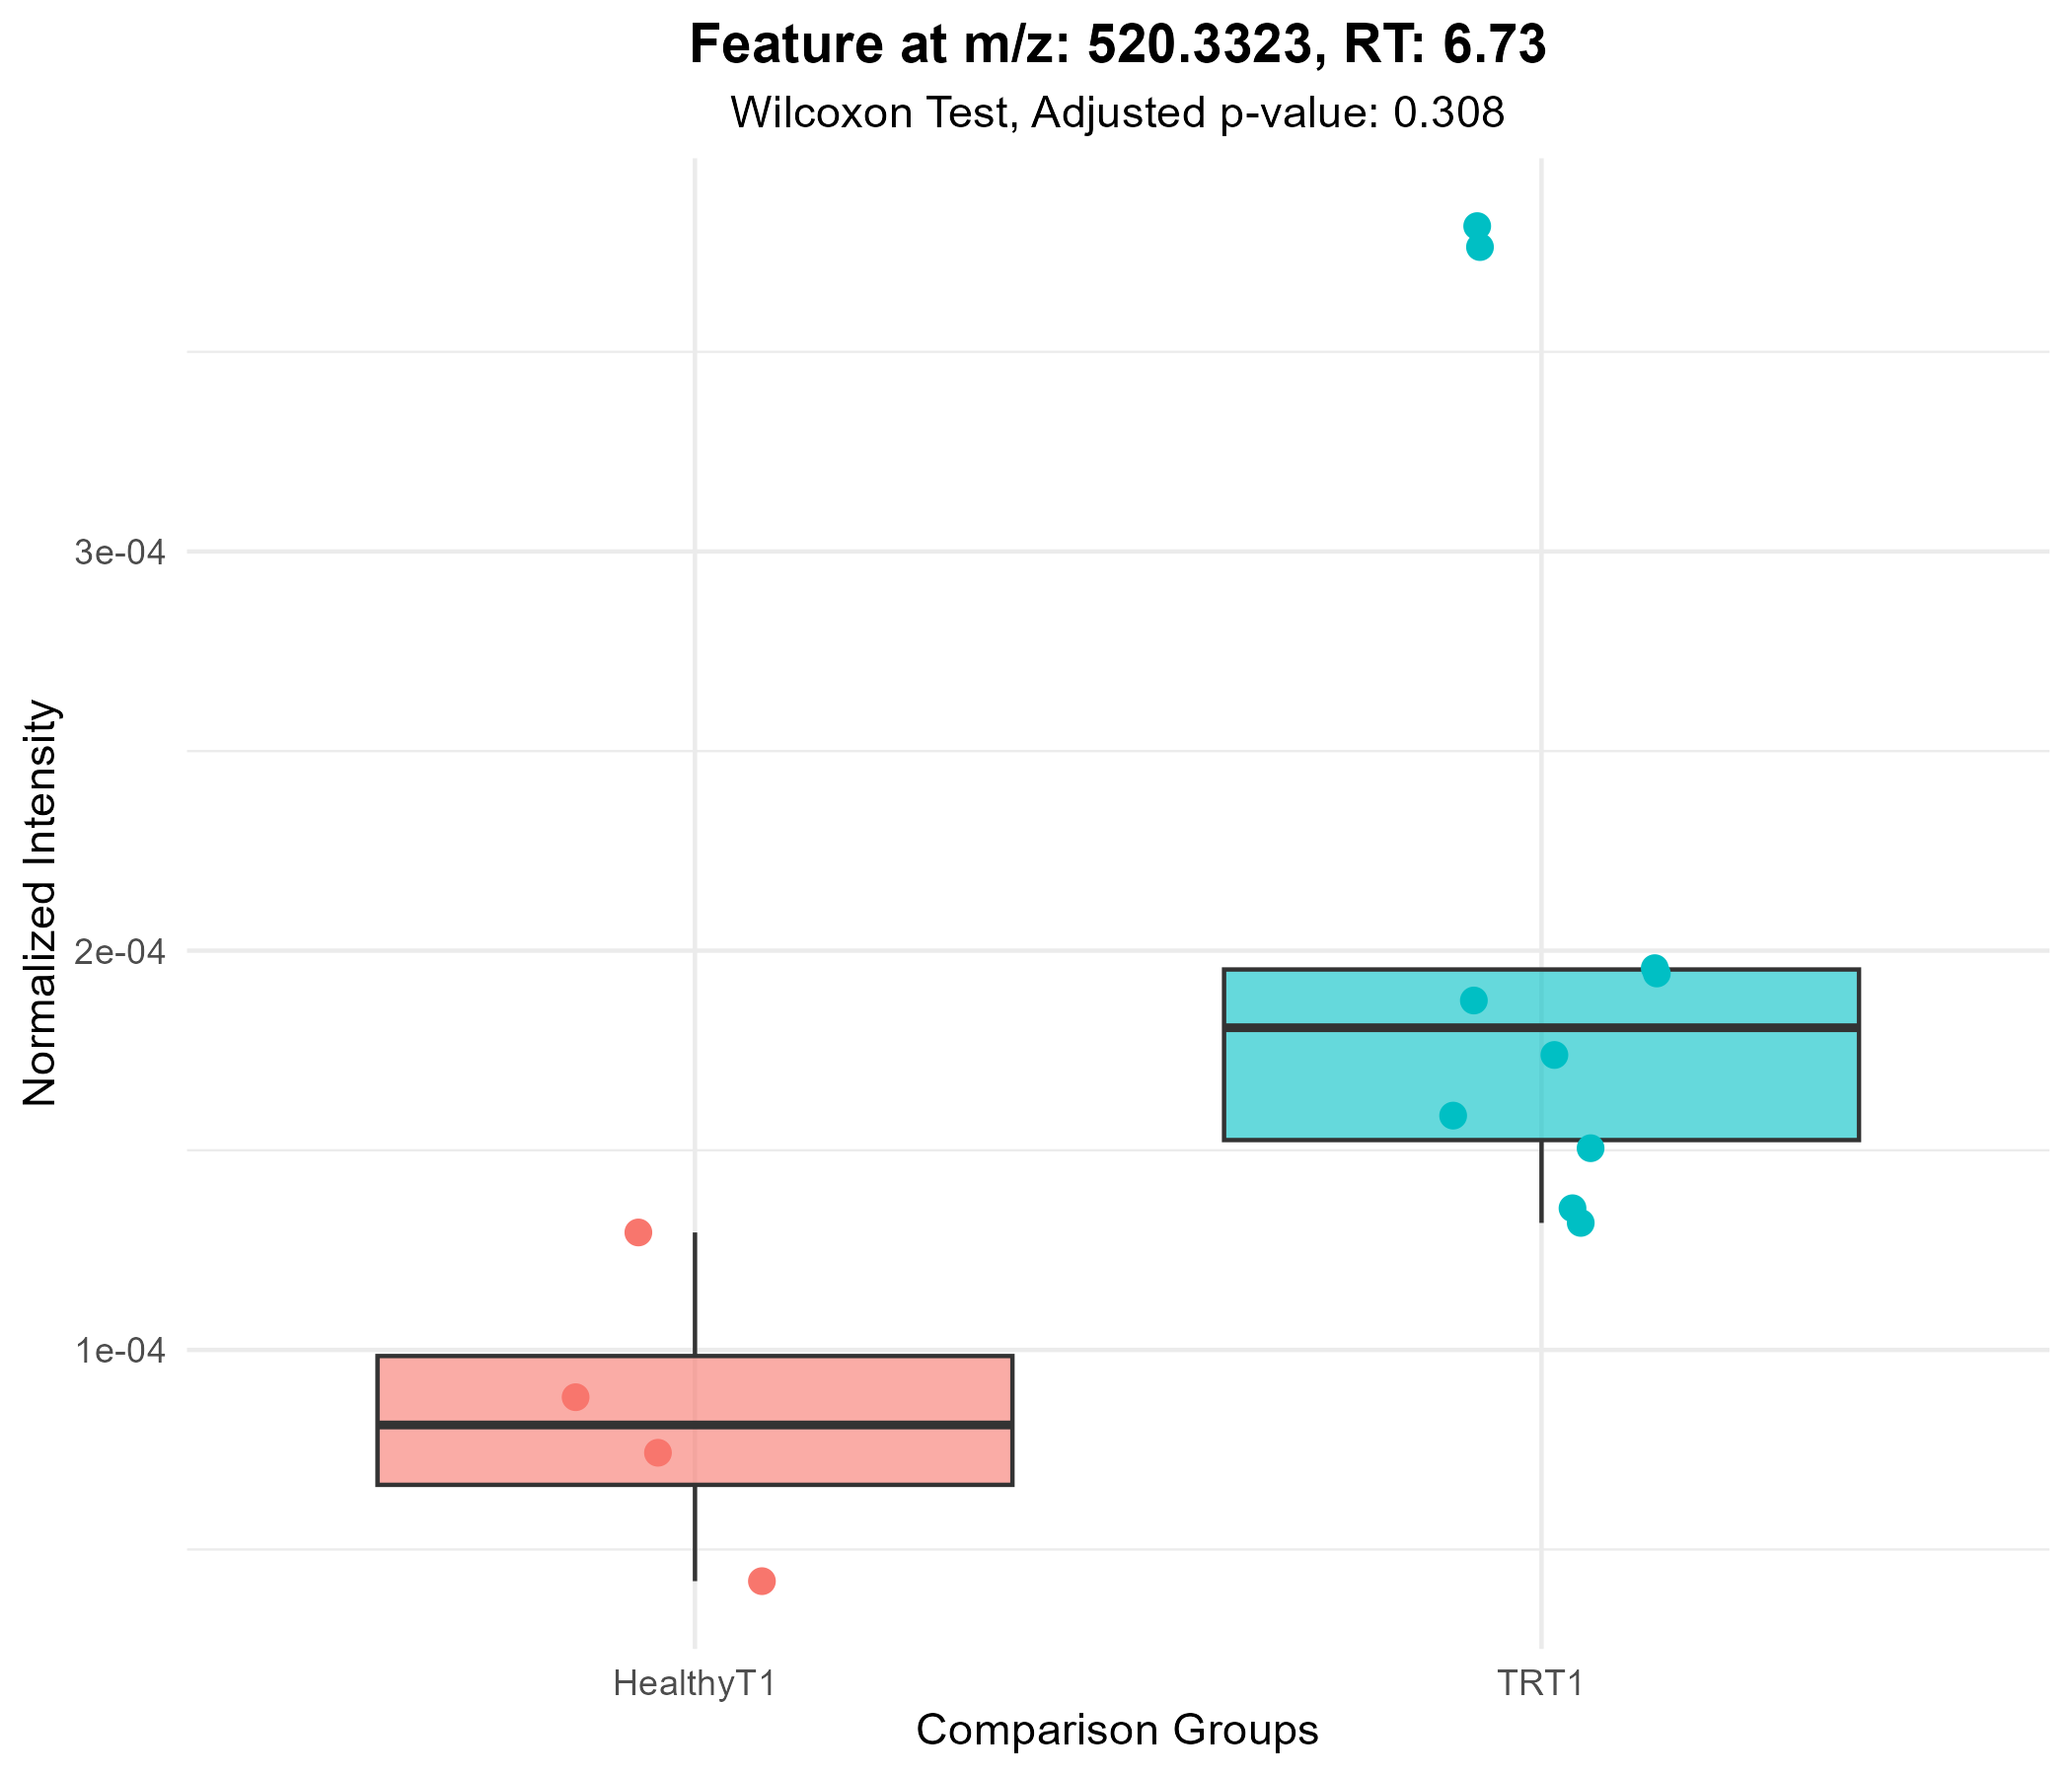 Feature at m/z: 520.3323, RT: 6.73
Wilcoxon Test, Adjusted p-value: 0.308
Normalized Intensity
3e-04
2e-04
1e-04
HealthyT1
TRT1
Comparison Groups